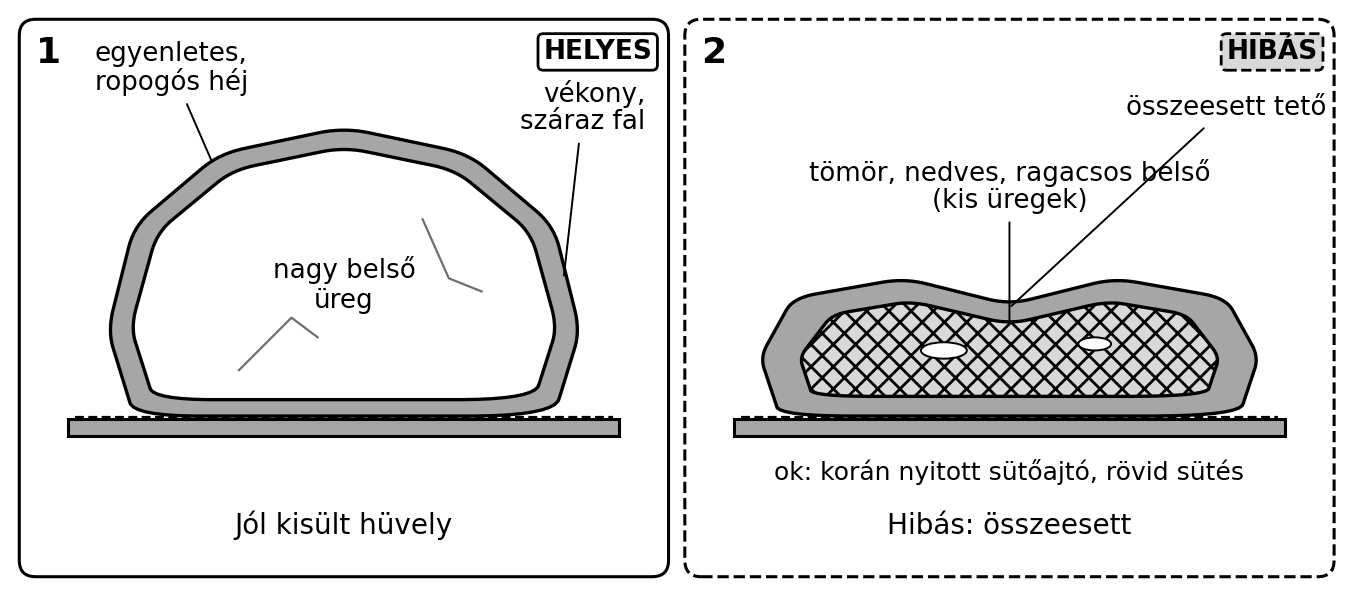 1
egyenletes,
ropogós héj
HELYES
vékony,
száraz fal
nagy belső
üreg
Jól kisült hüvely
2
HIBÁS
összeesett tető
tömör, nedves, ragacsos belső
(kis üregek)
ok: korán nyitott sütőajtó, rövid sütés
Hibás: összeesett